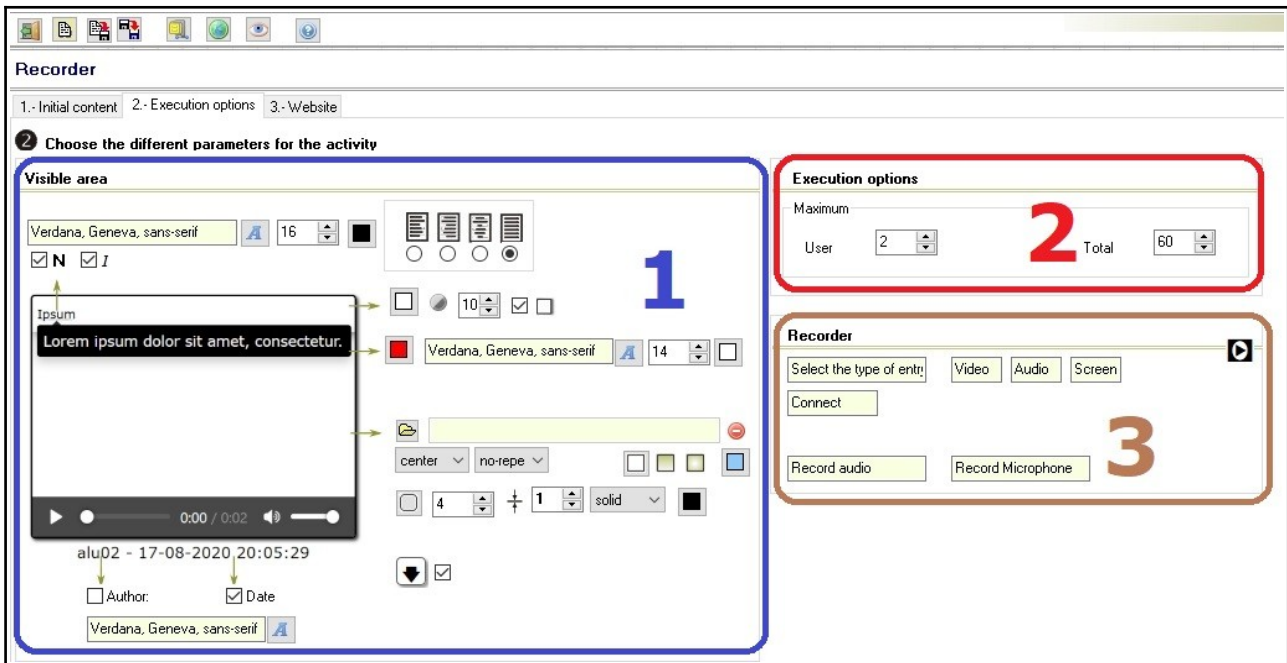 Recorder
1.- Initial content 2.- Execution options 3.- Website
2 Choose the different parameters for the activity
Visible area
Verdana, Geneva, sans-serif A 16
N I
Ipsum
Lorem ipsum dolor sit amet, consectetur.
10
Verdana, Geneva, sans-serif A 14
center no-repe
4 1 solid
0:00 / 0:02
alu02 - 17-08-2020 20:05:29
Author: Date
Verdana, Geneva, sans-serif A
1
Execution options
Maximum
User 2 Total 60
2
Recorder
Select the type of entr
Video Audio Screen
Connect
Record audio Record Microphone
3